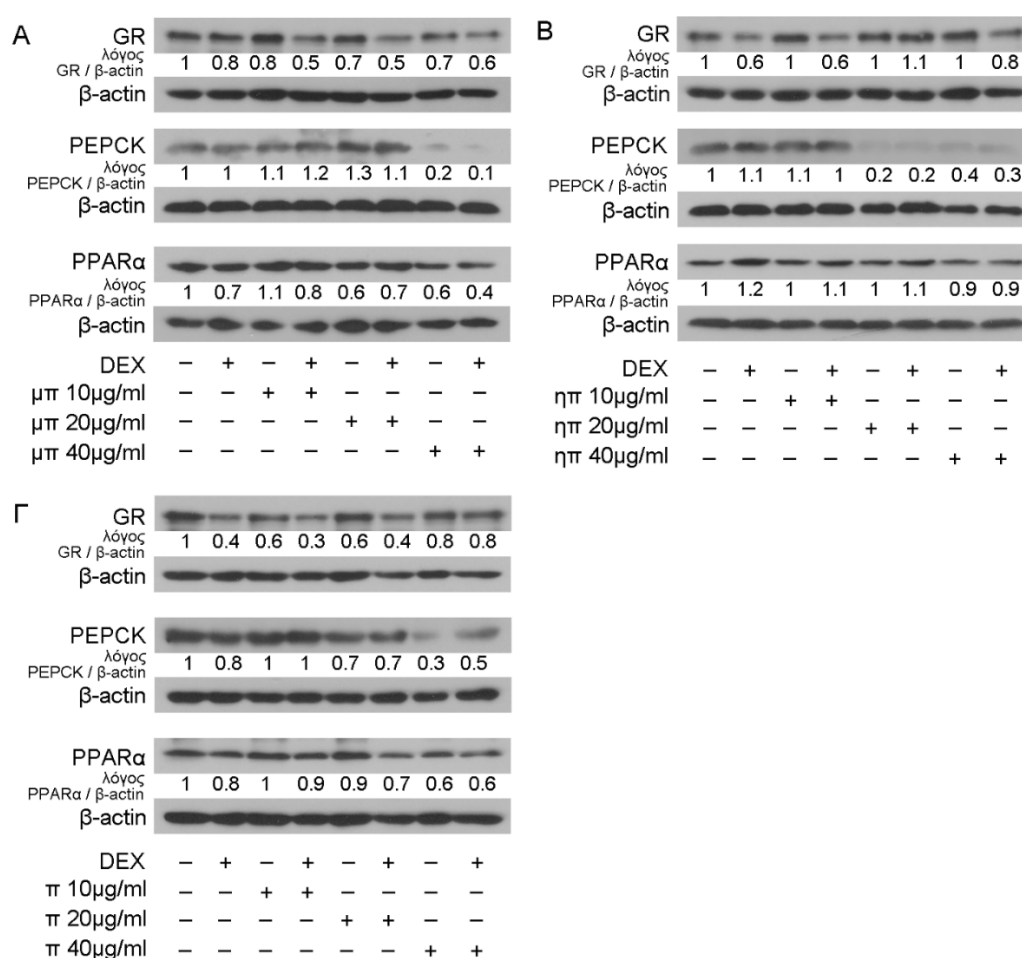 A
GR
λόγος
GR / β-actin
1 0.8 0.8 0.5 0.7 0.5 0.7 0.6
β-actin
PEPCK
λόγος
PEPCK / β-actin
1 1 1.1 1.2 1.3 1.1 0.2 0.1
β-actin
PPARα
λόγος
PPARα / β-actin
1 0.7 1.1 0.8 0.6 0.7 0.6 0.4
β-actin
DEX − + − + − + − +
μπ 10μg/ml − − + + − − − −
μπ 20μg/ml − − − − + + − −
μπ 40μg/ml − − − − − − + +
B
GR
λόγος
GR / β-actin
1 0.6 1 0.6 1 1.1 1 0.8
β-actin
PEPCK
λόγος
PEPCK / β-actin
1 1.1 1.1 1 0.2 0.2 0.4 0.3
β-actin
PPARα
λόγος
PPARα / β-actin
1 1.2 1 1.1 1 1.1 0.9 0.9
β-actin
DEX − + − + − + − +
ηπ 10μg/ml − − + + − − − −
ηπ 20μg/ml − − − − + + − −
ηπ 40μg/ml − − − − − − + +
Γ
GR
λόγος
GR / β-actin
1 0.4 0.6 0.3 0.6 0.4 0.8 0.8
β-actin
PEPCK
λόγος
PEPCK / β-actin
1 0.8 1 1 0.7 0.7 0.3 0.5
β-actin
PPARα
λόγος
PPARα / β-actin
1 0.8 1 0.9 0.9 0.7 0.6 0.6
β-actin
DEX − + − + − + − +
π 10μg/ml − − + + − − − −
π 20μg/ml − − − − + + − −
π 40μg/ml − − − − − − + +